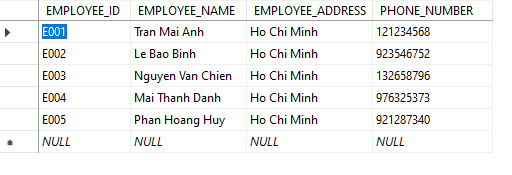 EMPLOYEE_ID EMPLOYEE_NAME EMPLOYEE_ADDRESS PHONE_NUMBER
E001 Tran Mai Anh Ho Chi Minh 121234568
E002 Le Bao Binh Ho Chi Minh 923546752
E003 Nguyen Van Chien Ho Chi Minh 132658796
E004 Mai Thanh Danh Ho Chi Minh 976325373
E005 Phan Hoang Huy Ho Chi Minh 921287340
NULL NULL NULL NULL